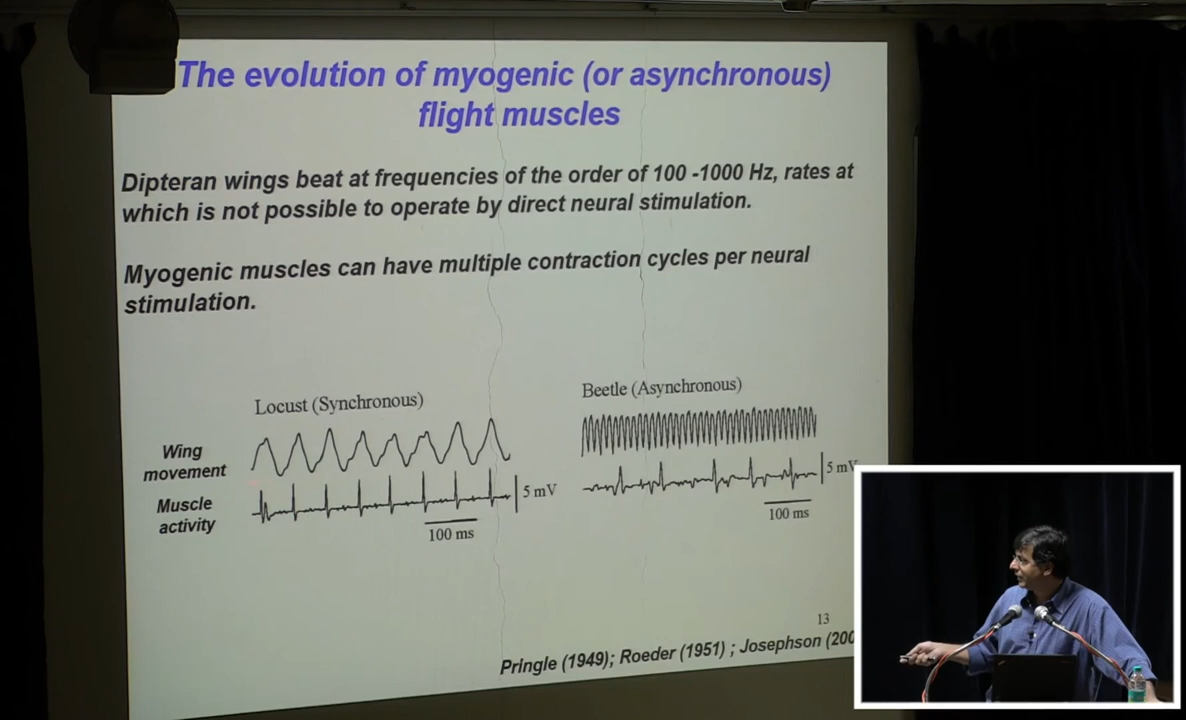 The evolution of myogenic (or asynchronous)
flight muscles
Dipteran wings beat at frequencies of the order of 100 -1000 Hz, rates at
which is not possible to operate by direct neural stimulation.
Myogenic muscles can have multiple contraction cycles per neural
stimulation.
Locust (Synchronous)
Beetle (Asynchronous)
Wing
movement
Muscle
activity
5 mV
100 ms
5 mV
100 ms
13
Pringle (1949); Roeder (1951) ; Josephson